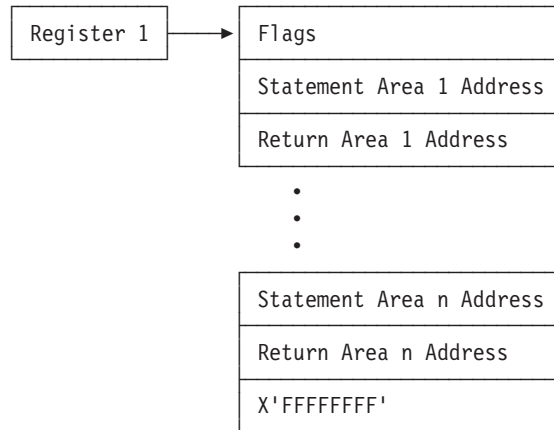 Register 1
Flags
Statement Area 1 Address
Return Area 1 Address
Statement Area n Address
Return Area n Address
X'FFFFFFFF'